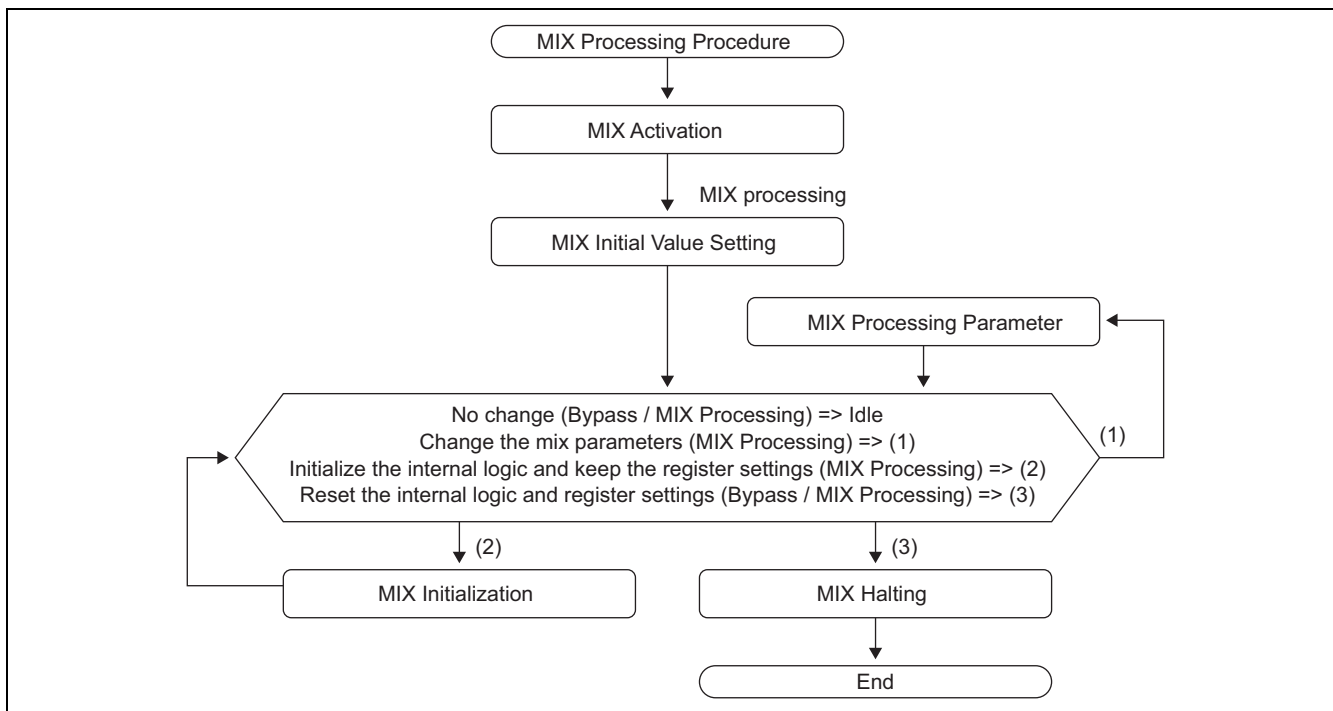 MIX Processing Procedure
MIX Activation
MIX processing
MIX Initial Value Setting
MIX Processing Parameter
No change (Bypass / MIX Processing) => Idle
Change the mix parameters (MIX Processing) => (1)
Initialize the internal logic and keep the register settings (MIX Processing) => (2)
Reset the internal logic and register settings (Bypass / MIX Processing) => (3)
(1)
(2)
(3)
MIX Initialization
MIX Halting
End